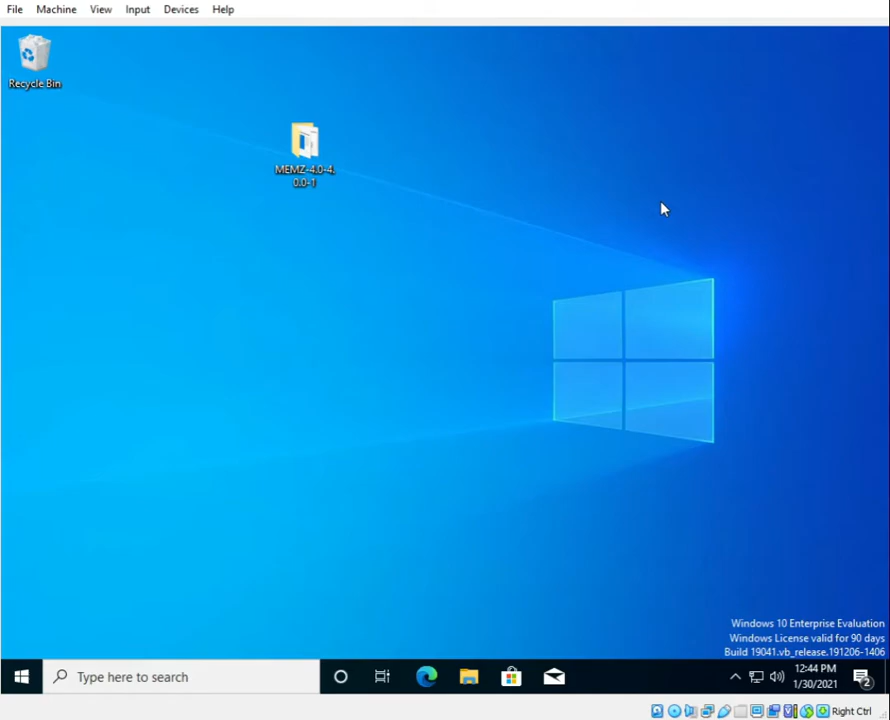 File Machine View Input Devices Help
Recycle Bin
MEMZ-4.0-4.
0.0-1
Windows 10 Enterprise Evaluation
Windows License valid for 90 days
Build 19041.vb_release.191206-1406
Type here to search
12:44 PM
1/30/2021
2
Right Ctrl